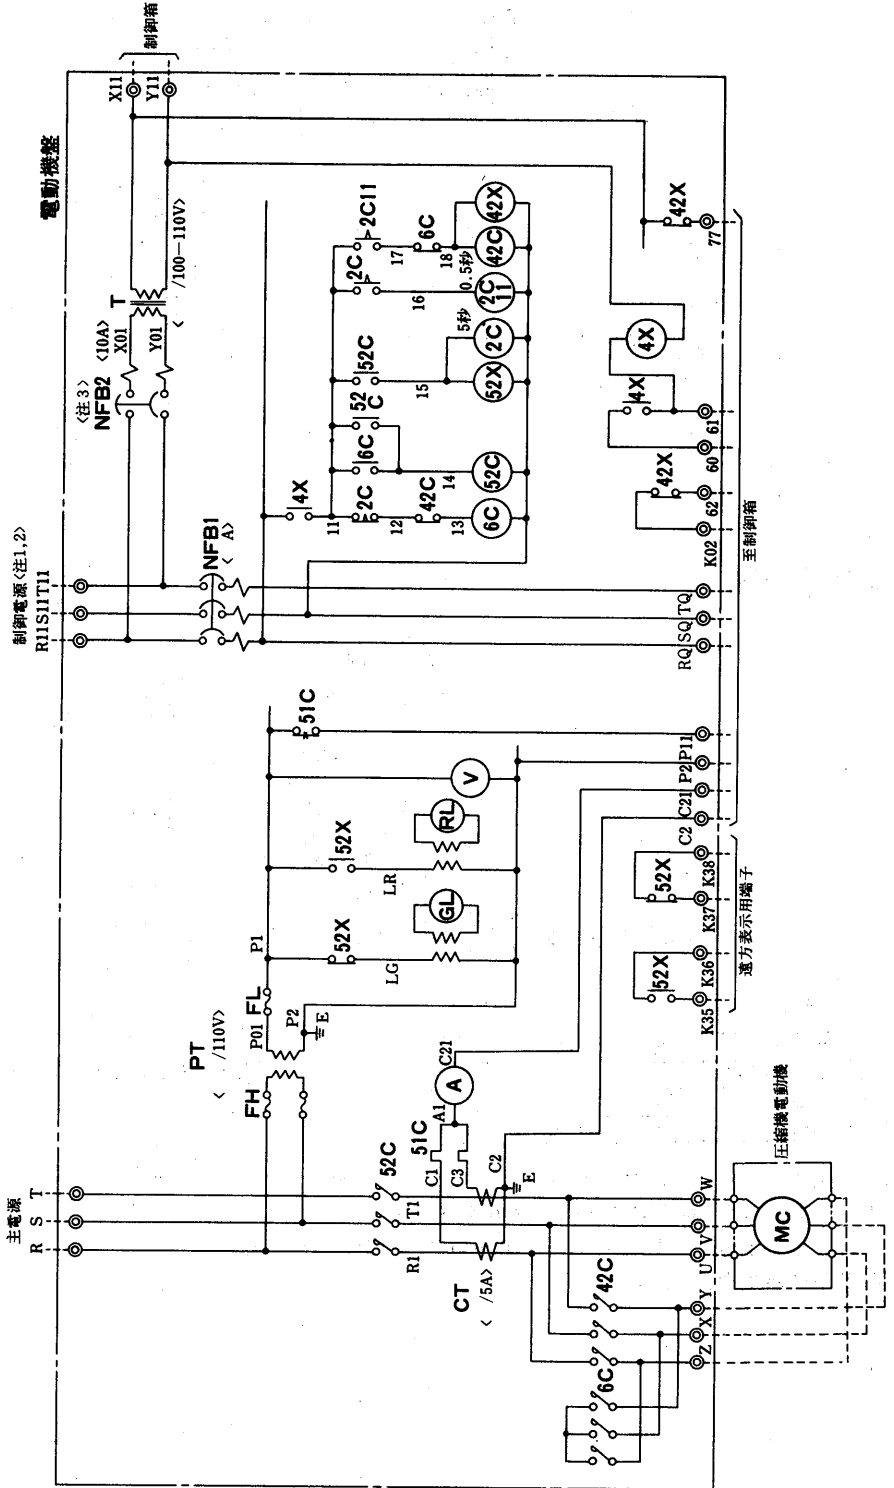 電動機盤
制御箱
X11
Y11
<注3>
NFB2
<10A>
X01
Y01
T
< /100-110V>
制御電源<注1,2>
R11 S11 T11
NFB1
< A>
4X
11
2C
12
42C
13
6C
6C
52
C
14
52C
52C
15
52X
5秒
2C
2C
16
0.5秒
2C
11
2C11
17
6C
18
42C
42X
4X
4X
42X
42X
K02
62
60
61
77
至制御箱
RQ
SQ
TQ
主電源
R
S
T
PT
< /110V>
FH
FL
P01
P2
E
P1
52X
LG
GL
52X
LR
RL
V
51C
52C
R1
T1
CT
< /5A>
51C
C1
C3
C2
E
A1
A
C21
52X
52X
K35
K36
K37
K38
遠方表示用端子
C2
C21
P2
P11
42C
6C
Z
X
Y
U
V
W
MC
圧縮機電動機